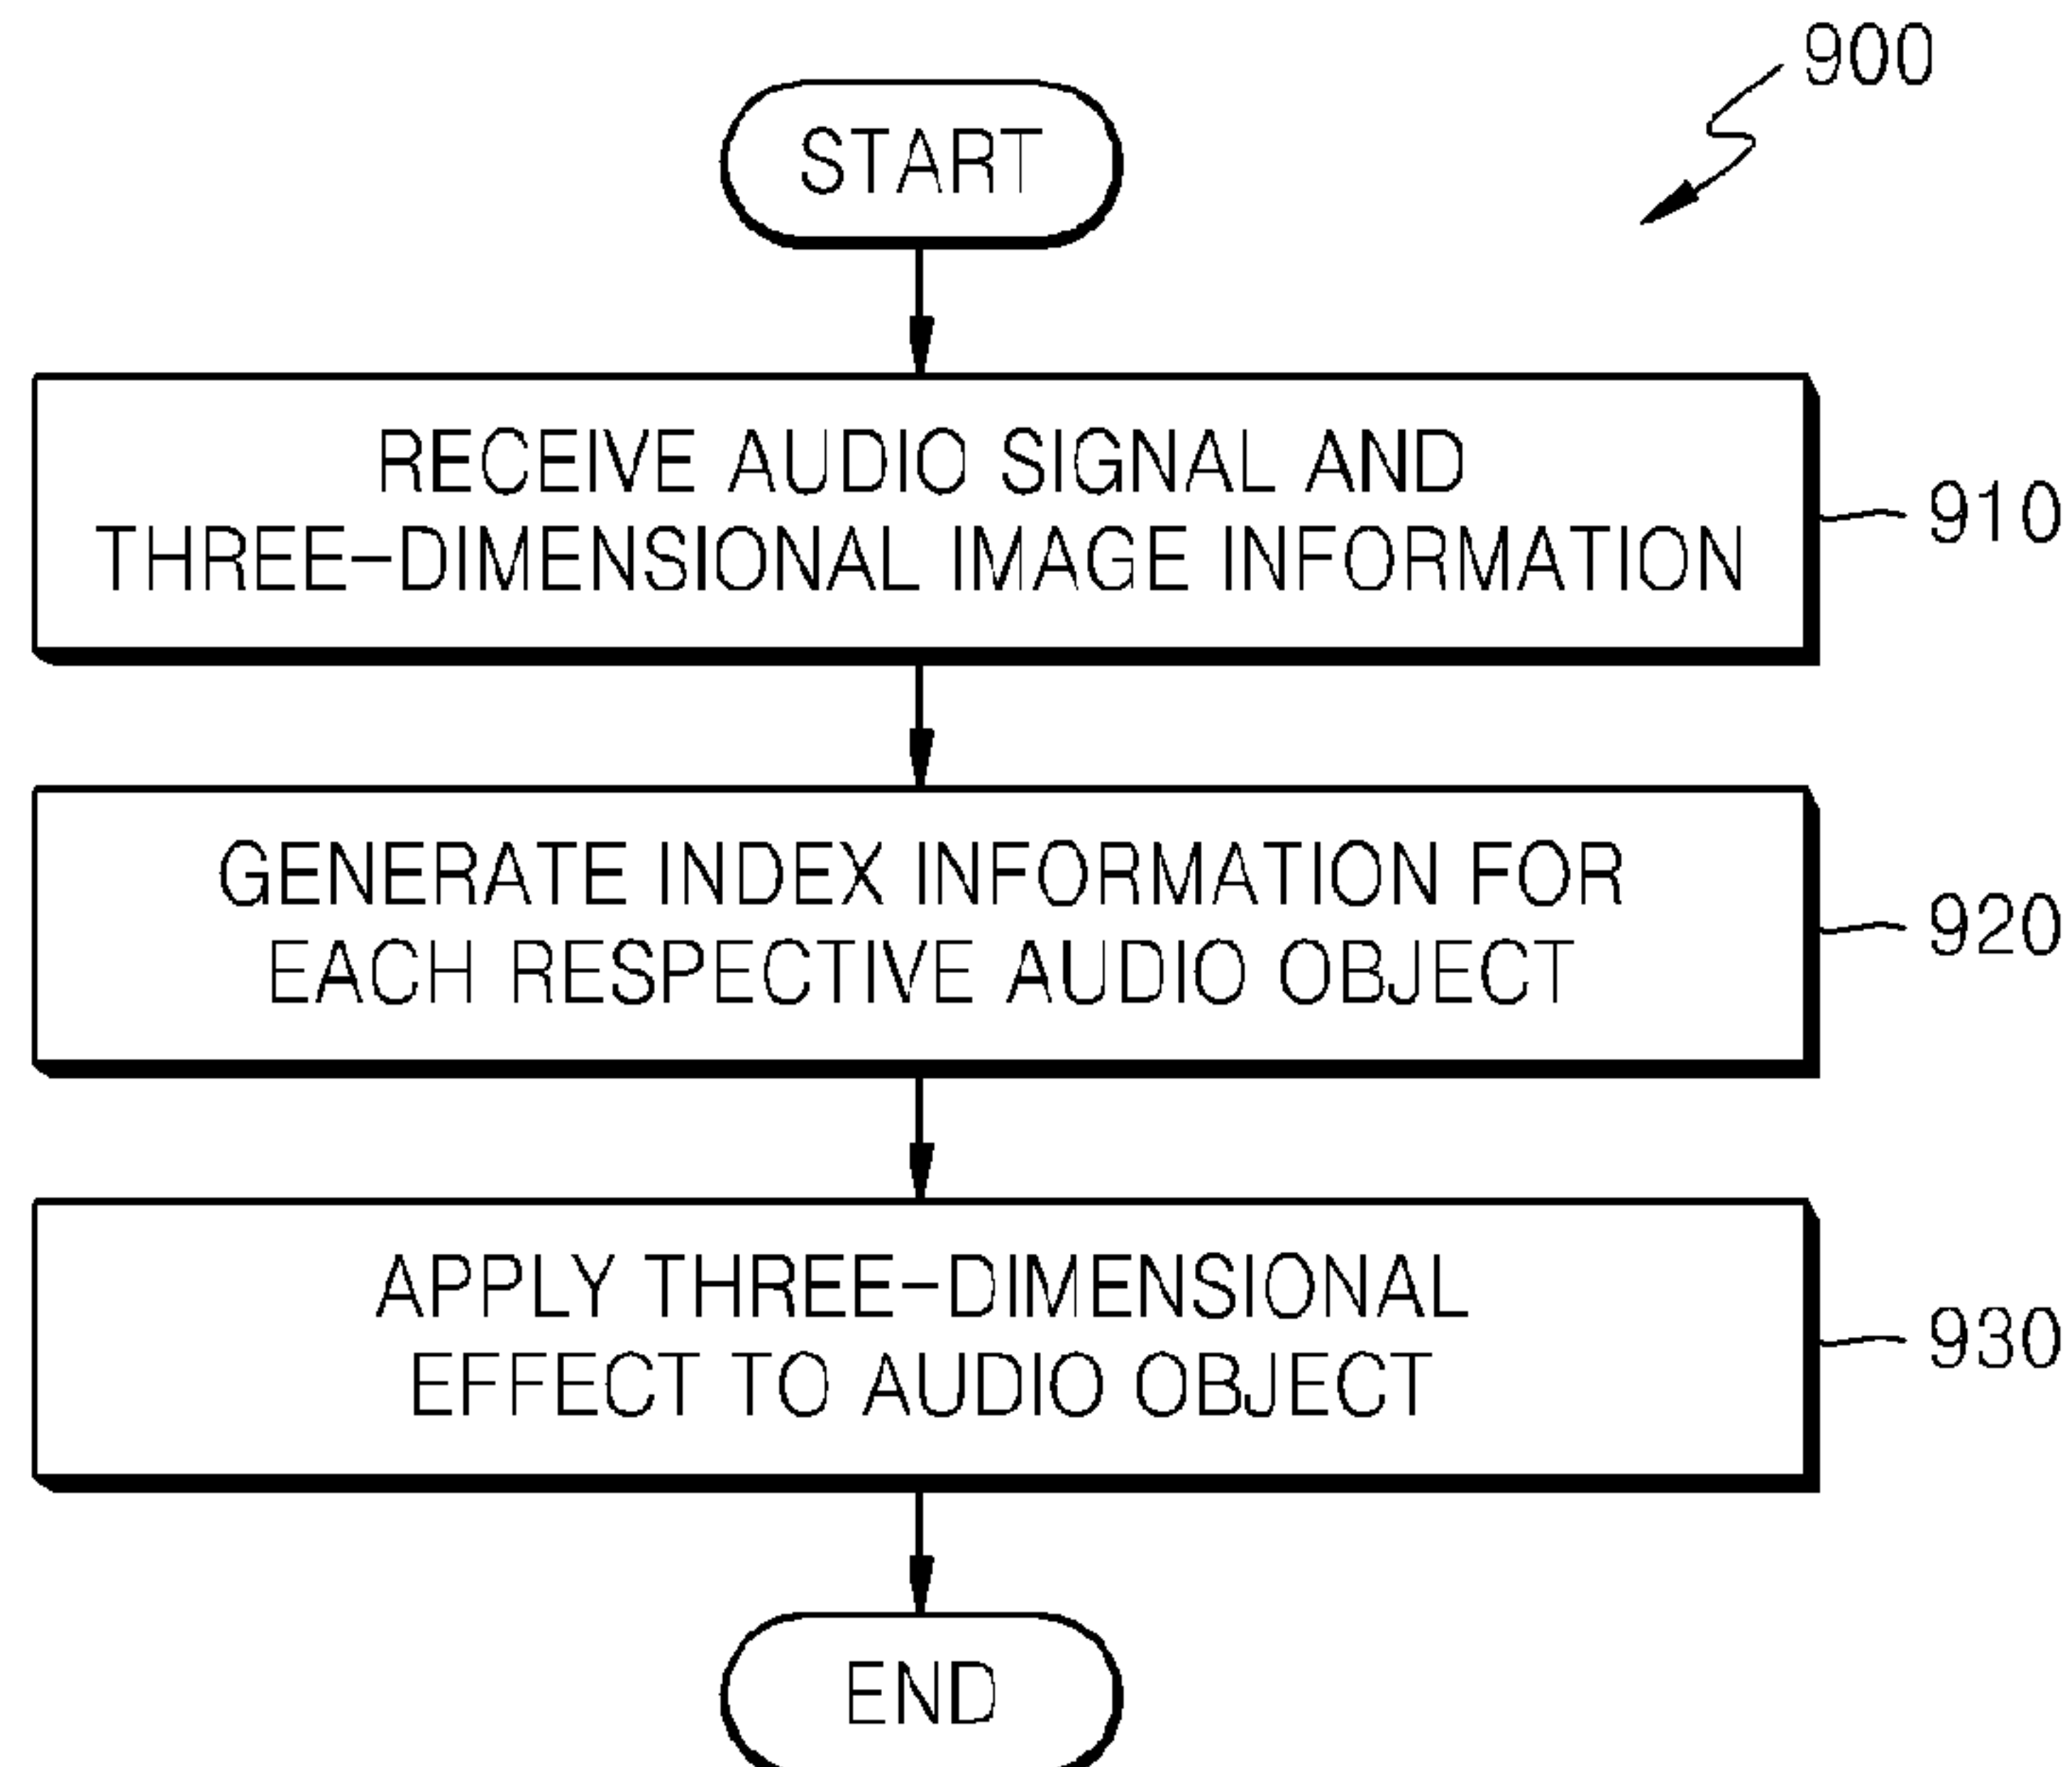 900
START
RECEIVE AUDIO SIGNAL AND
THREE-DIMENSIONAL IMAGE INFORMATION
910
GENERATE INDEX INFORMATION FOR
EACH RESPECTIVE AUDIO OBJECT
920
APPLY THREE-DIMENSIONAL
EFFECT TO AUDIO OBJECT
930
END